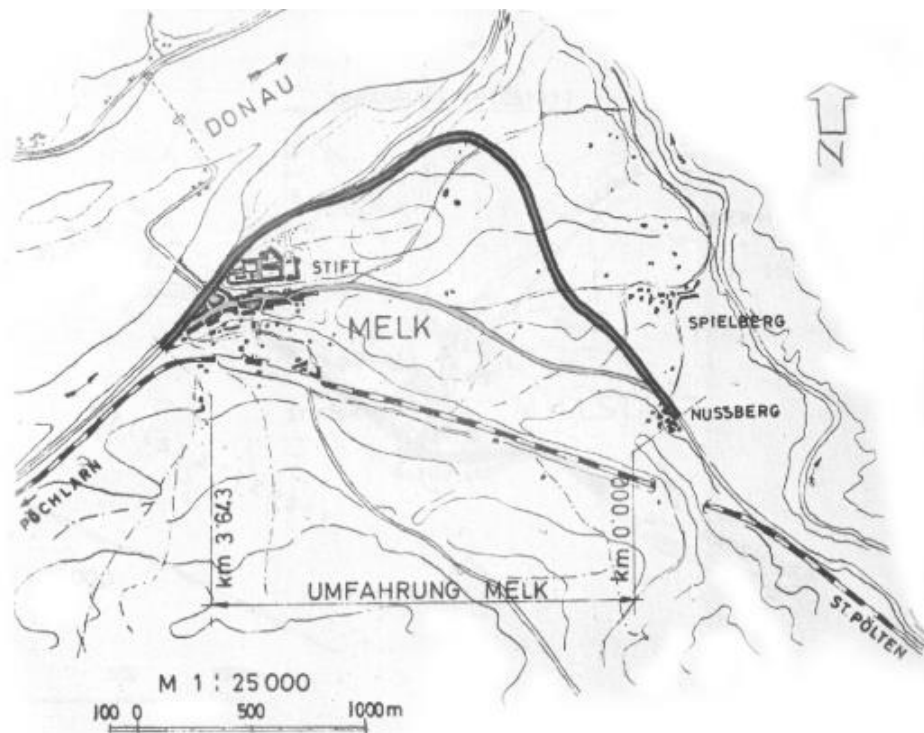 DONAU
N
STIFT
MELK
SPIELBERG
NUSSBERG
PÖCHLARN
km 3˙643
km 0˙000
UMFAHRUNG MELK
ST.PÖLTEN
M 1 : 25 000
100 0 500 1000m